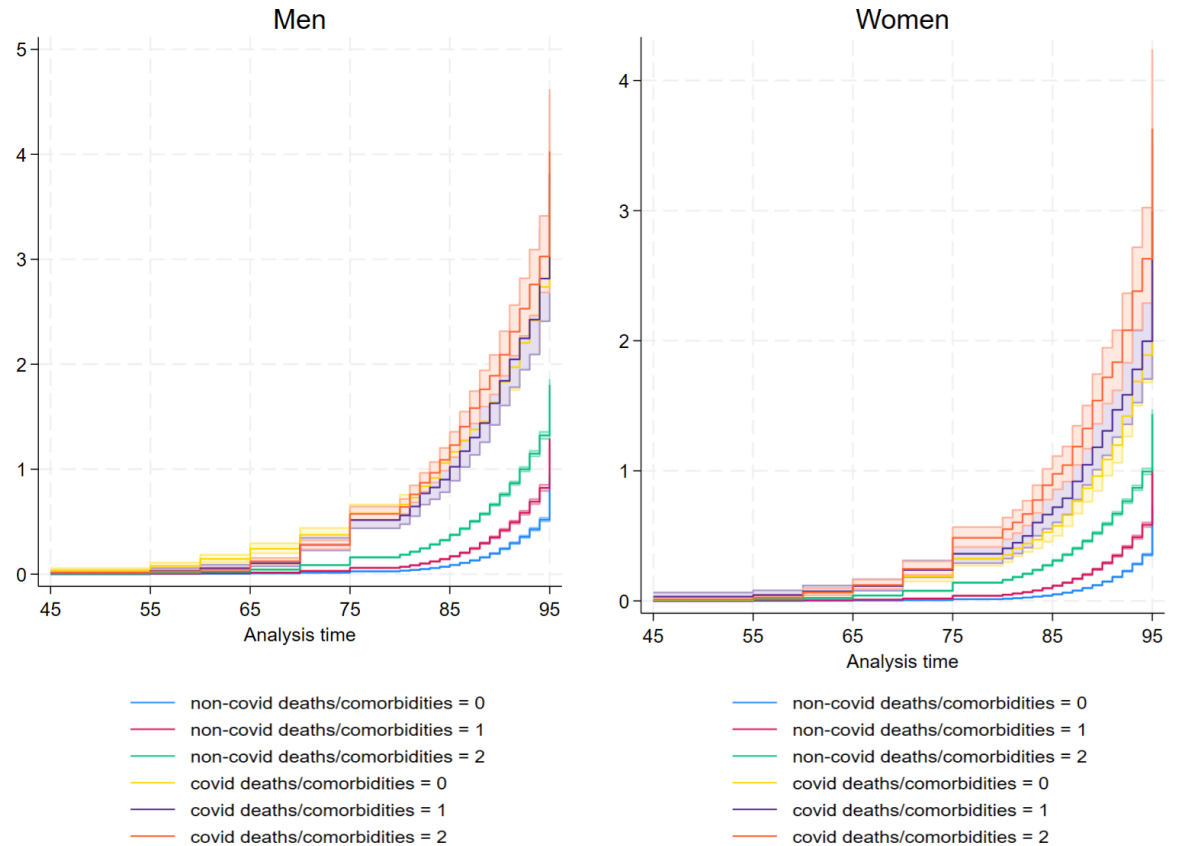 Men
5
4
3
2
1
0
45 55 65 75 85 95
Analysis time
non-covid deaths/comorbidities = 0
non-covid deaths/comorbidities = 1
non-covid deaths/comorbidities = 2
covid deaths/comorbidities = 0
covid deaths/comorbidities = 1
covid deaths/comorbidities = 2
Women
4
3
2
1
0
45 55 65 75 85 95
Analysis time
non-covid deaths/comorbidities = 0
non-covid deaths/comorbidities = 1
non-covid deaths/comorbidities = 2
covid deaths/comorbidities = 0
covid deaths/comorbidities = 1
covid deaths/comorbidities = 2